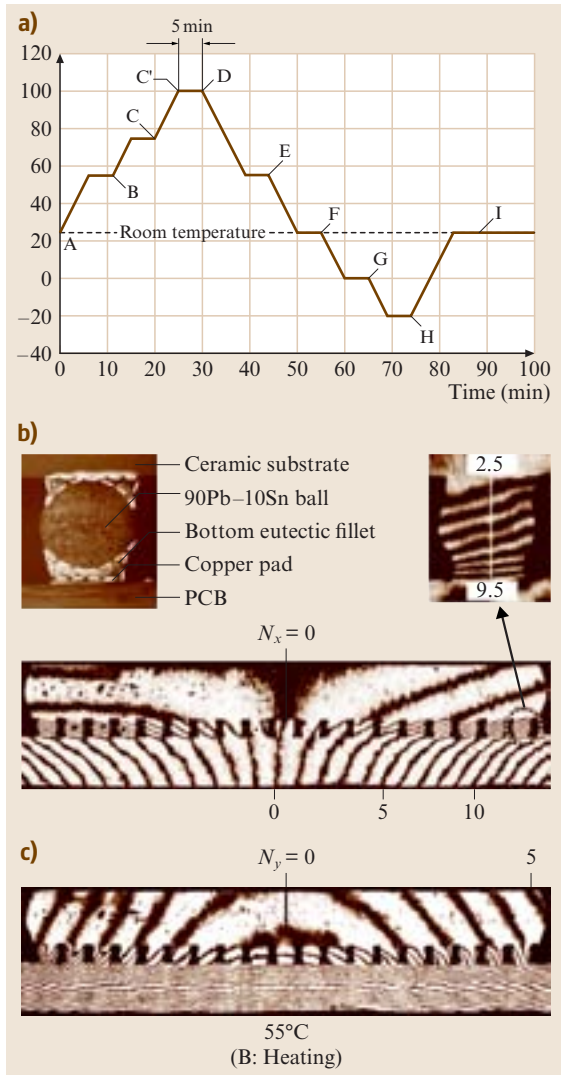 a)
5 min
120
C'
D
100
80
C
60
B
E
40
F
A
Room temperature
I
20
G
0
–20
H
–40
0
10
20
30
40
50
60
70
80
90
100
Time (min)
b)
Ceramic substrate
90Pb–10Sn ball
Bottom eutectic fillet
Copper pad
PCB
2.5
9.5
Nx = 0
0
5
10
c)
Ny = 0
5
55°C
(B: Heating)